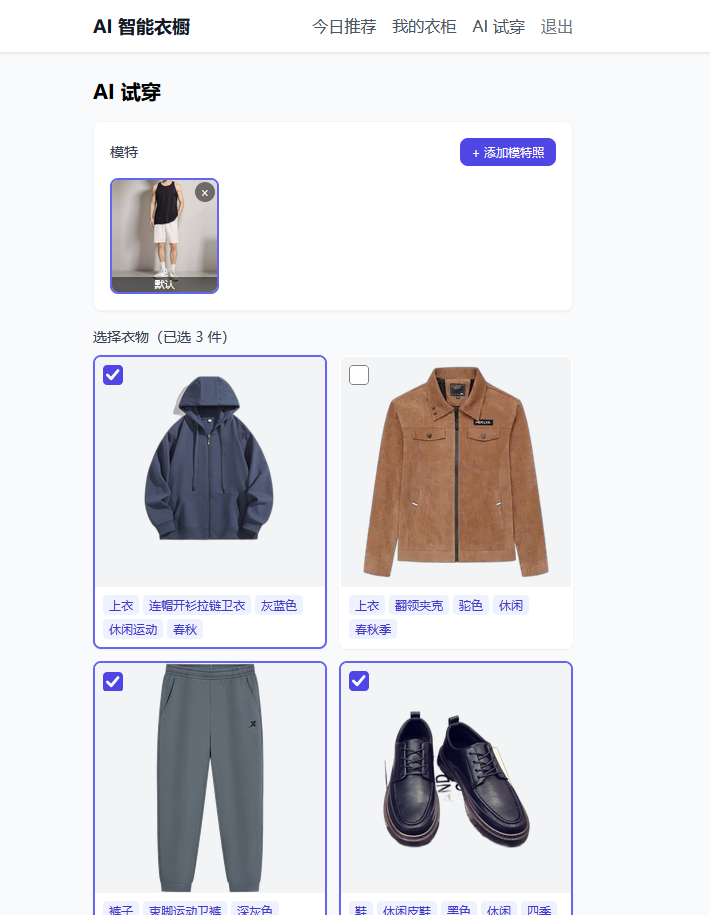 AI 智能衣橱 今日推荐 我的衣柜 AI 试穿 退出
AI 试穿
模特
+ 添加模特照
×
默认
选择衣物（已选 3 件）
上衣 连帽开衫拉链卫衣 灰蓝色
休闲运动 春秋
上衣 翻领夹克 驼色 休闲
春秋季
裤子 束脚运动卫裤 深灰色
鞋 休闲皮鞋 黑色 休闲 四季